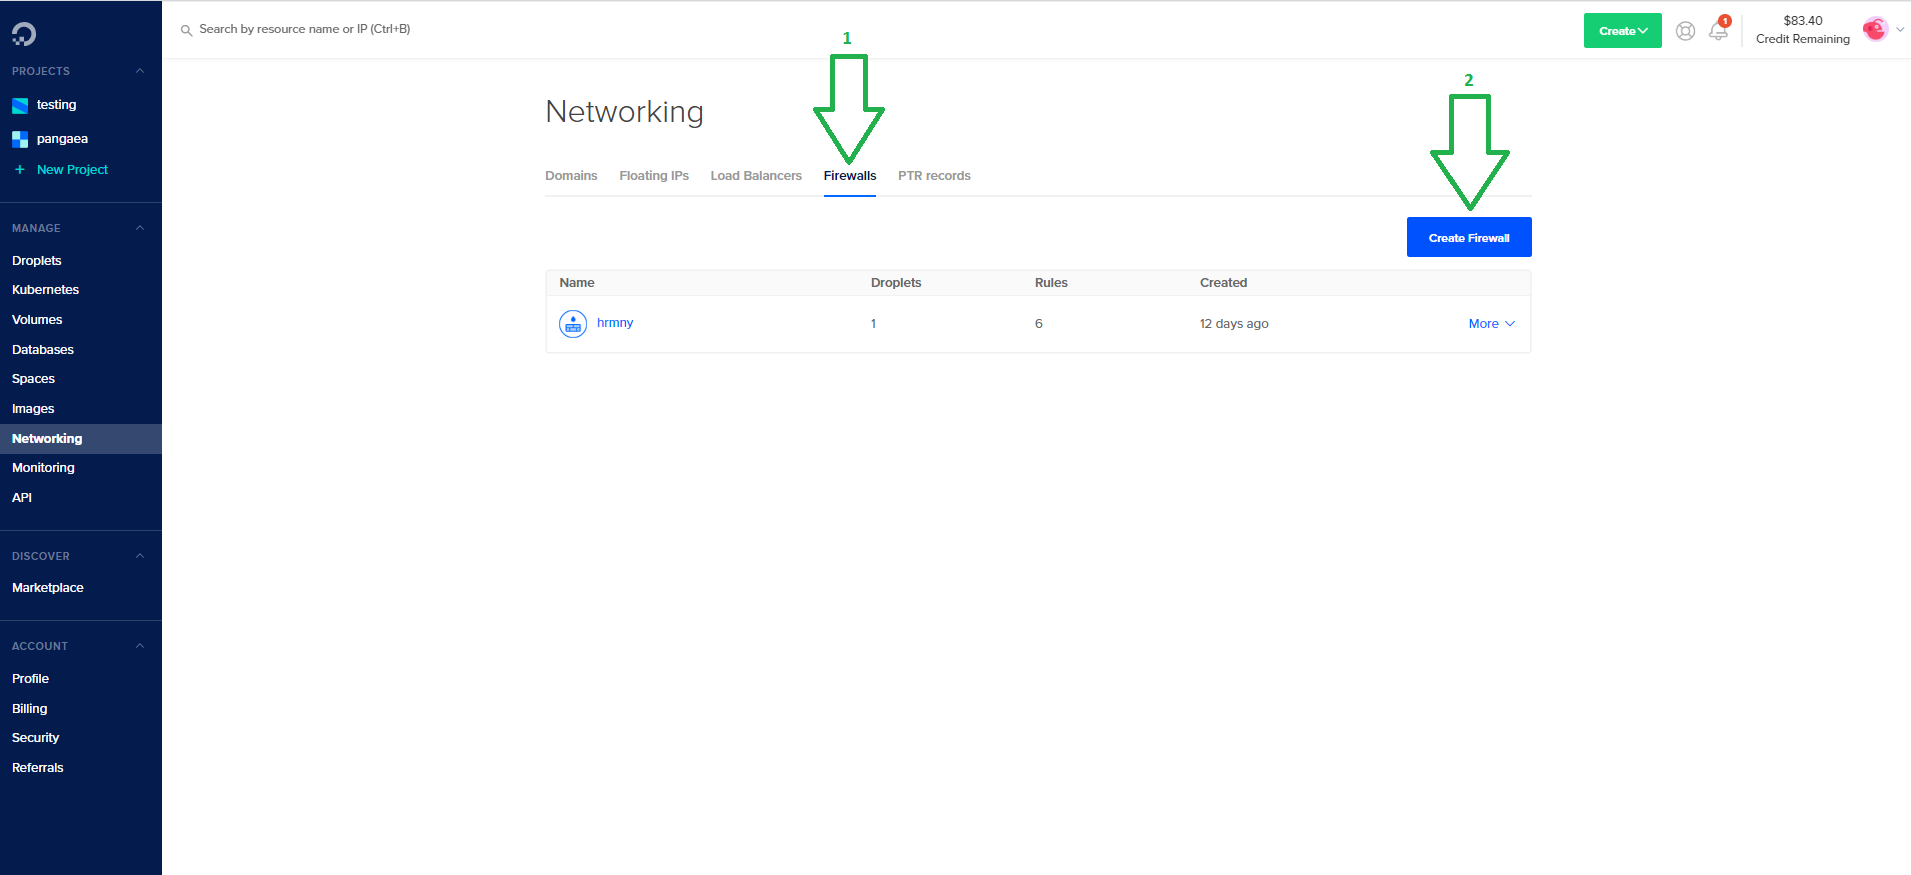 Search by resource name or IP (Ctrl+B)
Create
1
$83.40
Credit Remaining
PROJECTS
testing
pangaea
+ New Project
MANAGE
Droplets
Kubernetes
Volumes
Databases
Spaces
Images
Networking
Monitoring
API
DISCOVER
Marketplace
ACCOUNT
Profile
Billing
Security
Referrals
1
2
Networking
Domains Floating IPs Load Balancers Firewalls PTR records
Create Firewall
Name Droplets Rules Created
hrmny 1 6 12 days ago More